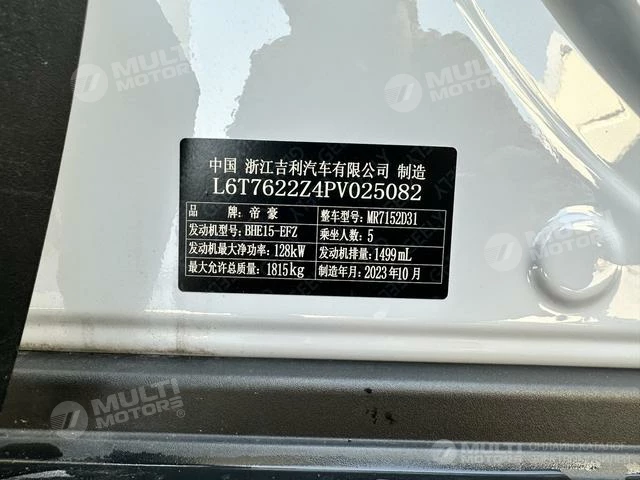 MULTI MOTORS
MULTI MOTORS
中国 浙江吉利汽车有限公司 制造
L6T7622Z4PV025082
品 牌: 帝豪 整车型号: MR7152D31
发动机型号: BHE15-EFZ 乘坐人数: 5
发动机最大净功率: 128kW 发动机排量: 1499mL
最大允许总质量: 1815kg 制造年月: 2023年10月
MULTI MOTORS
MULTI MOTORS
MULTI MOTORS